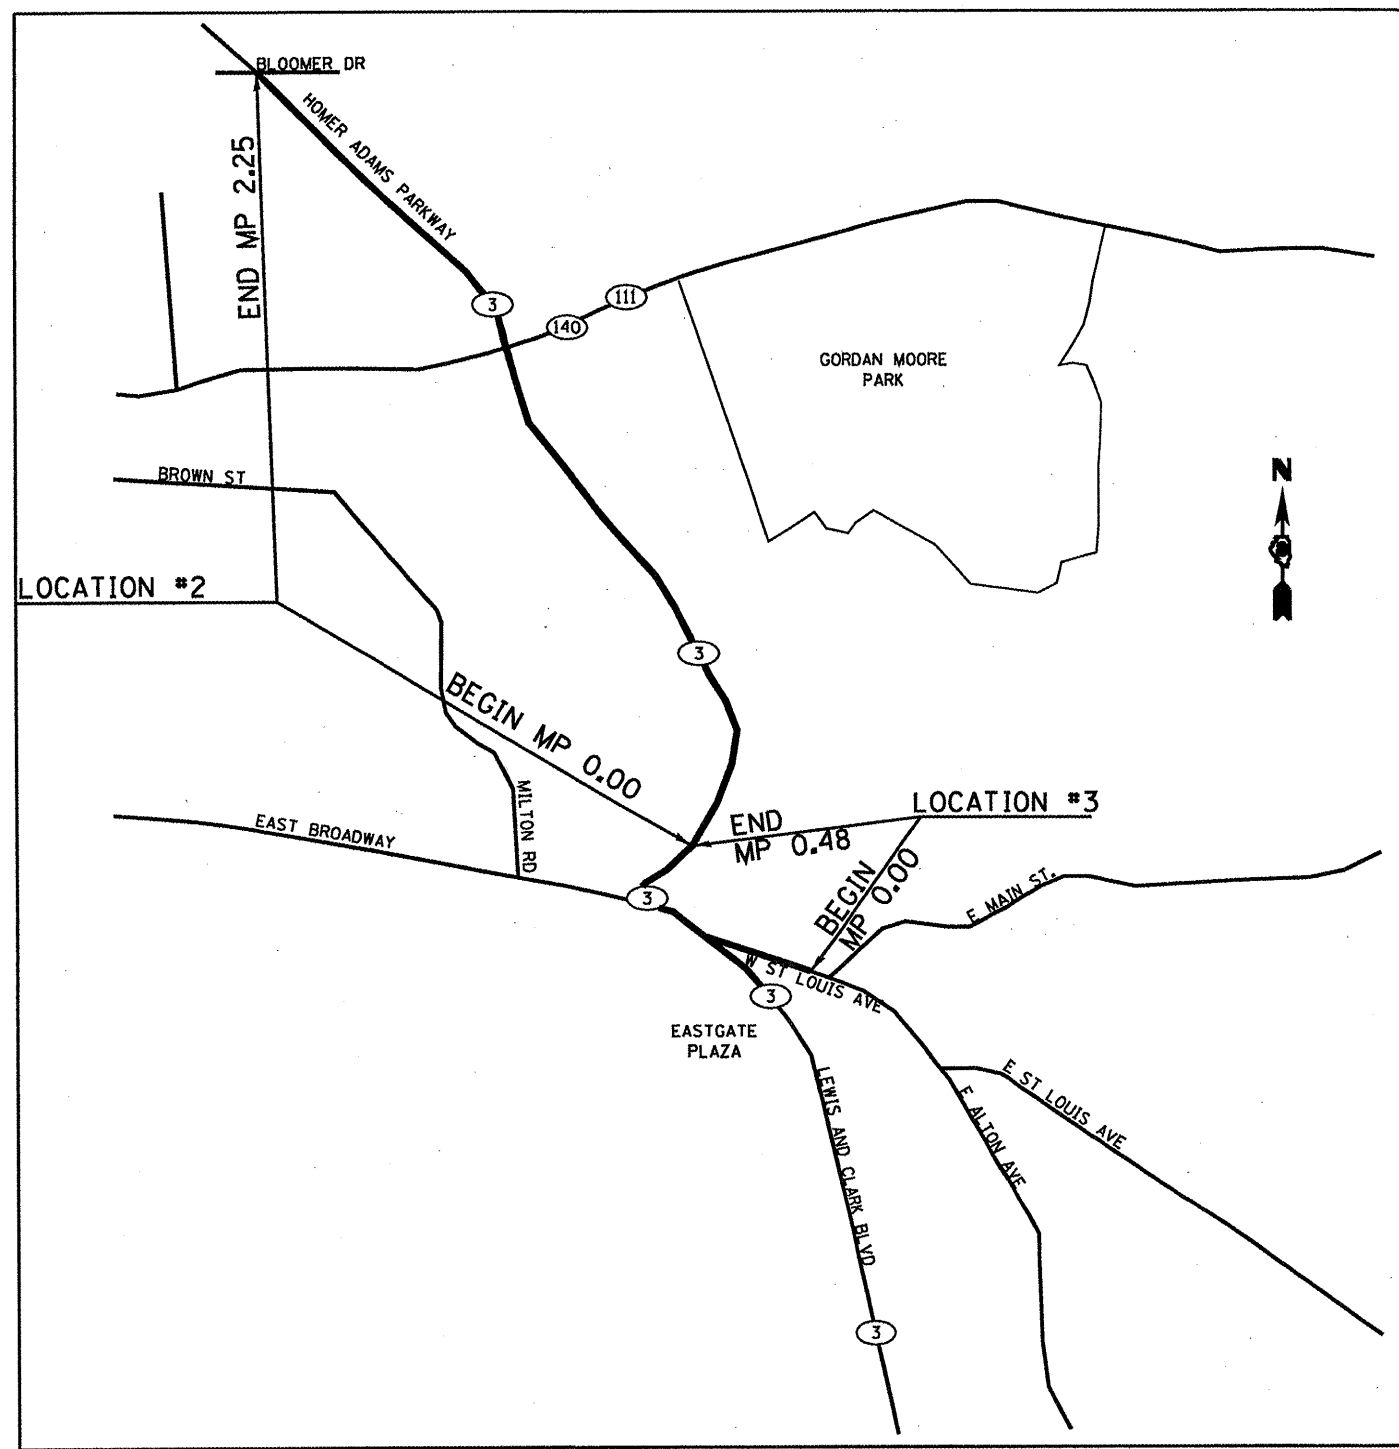 BLOOMER DR
HOMER ADAMS PARKWAY
END MP 2.25
3
111
140
GORDAN MOORE
PARK
BROWN ST
N
LOCATION #2
3
BEGIN MP 0.00
MILTON RD
EAST BROADWAY
LOCATION #3
END
MP 0.48
BEGIN
MP 0.00
E MAIN ST.
3
W ST LOUIS AVE
3
EASTGATE
PLAZA
LEWIS AND CLARK BLVD
E ST LOUIS AVE
E ALTON AVE
3